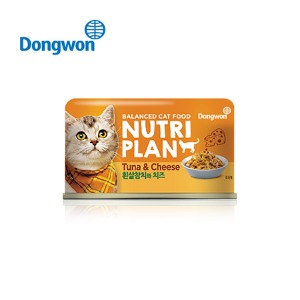 Dongwon
BALANCED CAT FOOD
Dongwon
NUTRI
PLAN
Tuna & Cheese
흰살참치와 치즈